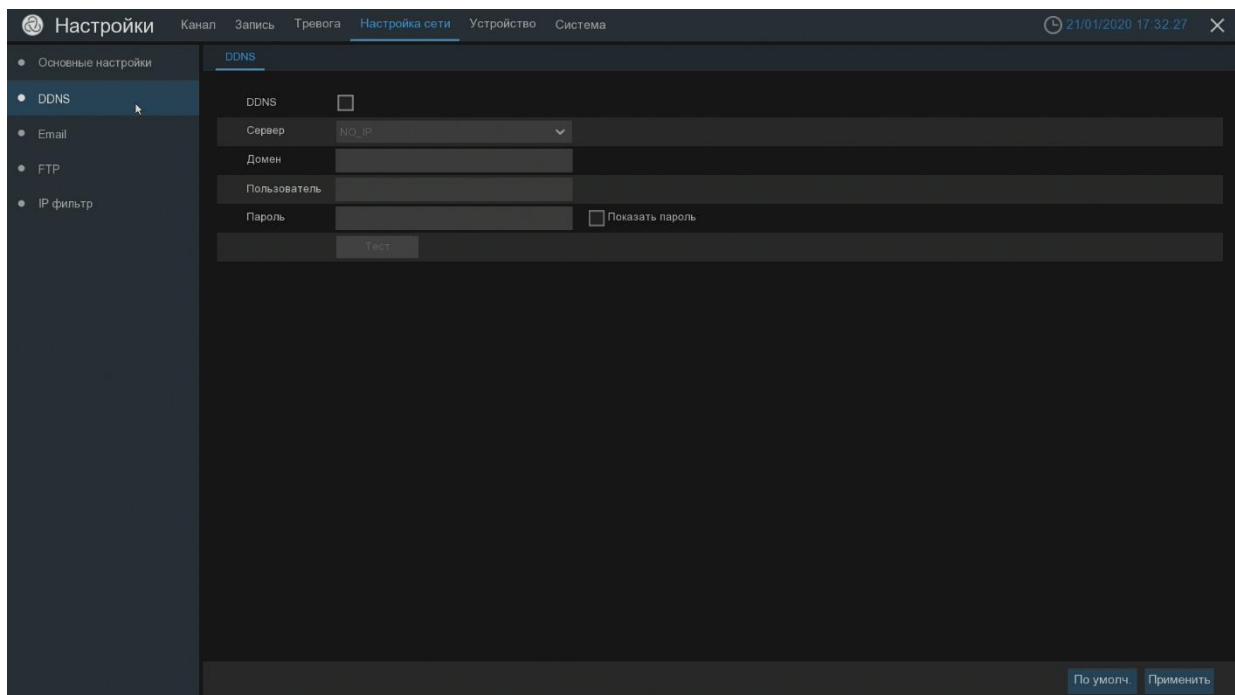 Настройки Канал Запись Тревога Настройка сети Устройство Система 21/01/2020 17:32:27
Основные настройки
DDNS
Email
FTP
IP фильтр
DDNS
DDNS
Сервер NO_IP
Домен
Пользователь
Пароль Показать пароль
Тест
По умолч. Применить